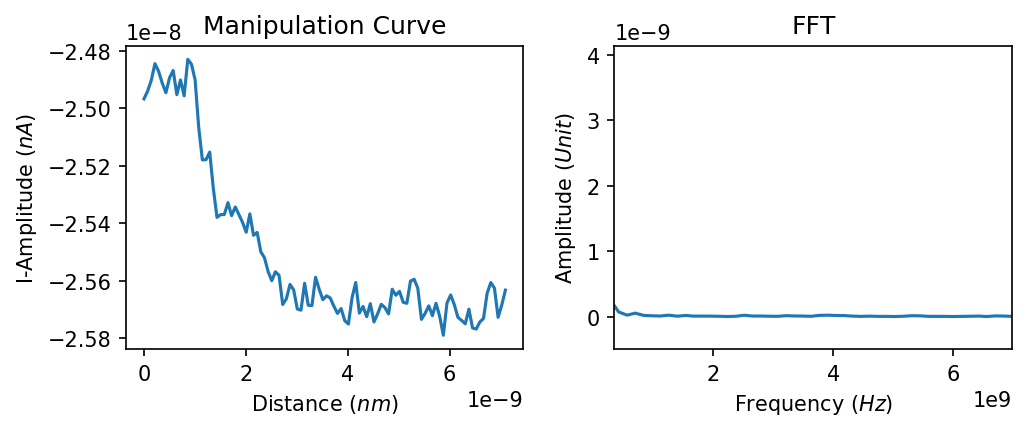 Manipulation Curve
1e−8
−2.48
−2.50
−2.52
−2.54
−2.56
−2.58
I-Amplitude (nA)
0
2
4
6
1e−9
Distance (nm)
FFT
1e−9
4
3
2
1
0
Amplitude (Unit)
2
4
6
1e9
Frequency (Hz)